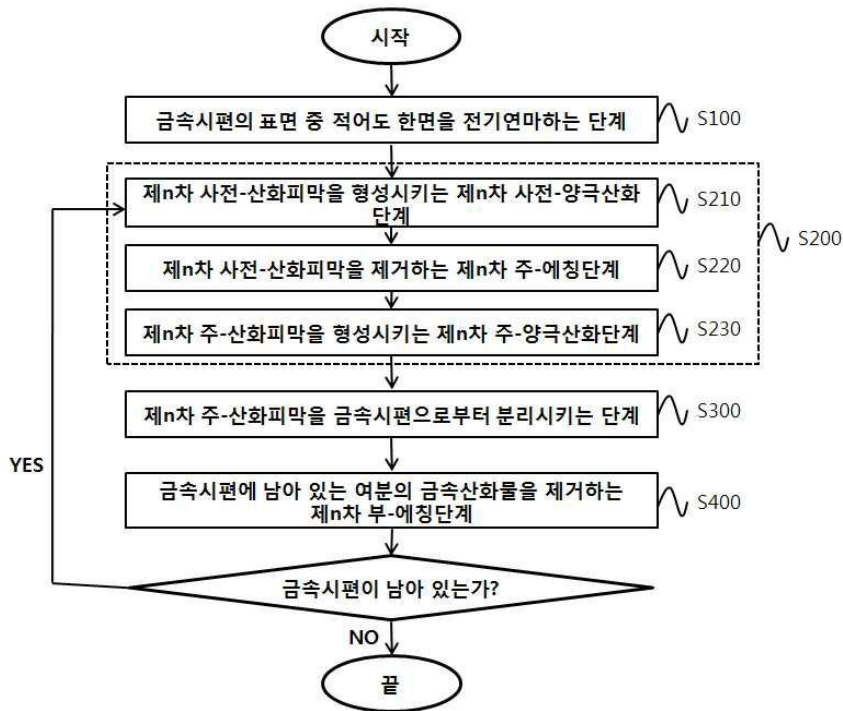 시작
금속시편의 표면 중 적어도 한면을 전기연마하는 단계
S100
제n차 사전-산화피막을 형성시키는 제n차 사전-양극산화
단계
S210
S200
제n차 사전-산화피막을 제거하는 제n차 주-에칭단계
S220
제n차 주-산화피막을 형성시키는 제n차 주-양극산화단계
S230
제n차 주-산화피막을 금속시편으로부터 분리시키는 단계
S300
YES
금속시편에 남아 있는 여분의 금속산화물을 제거하는
제n차 부-에칭단계
S400
금속시편이 남아 있는가?
NO
끝